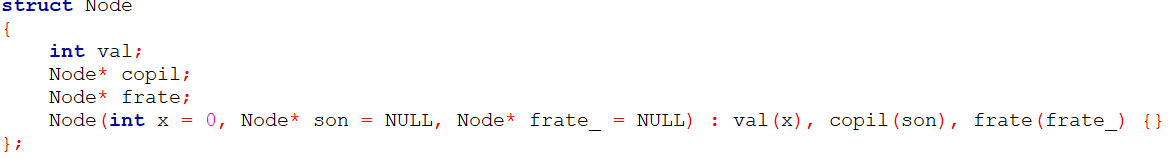 struct Node
{
    int val;
    Node* copil;
    Node* frate;
    Node(int x = 0, Node* son = NULL, Node* frate_ = NULL) : val(x), copil(son), frate(frate_) {}
};